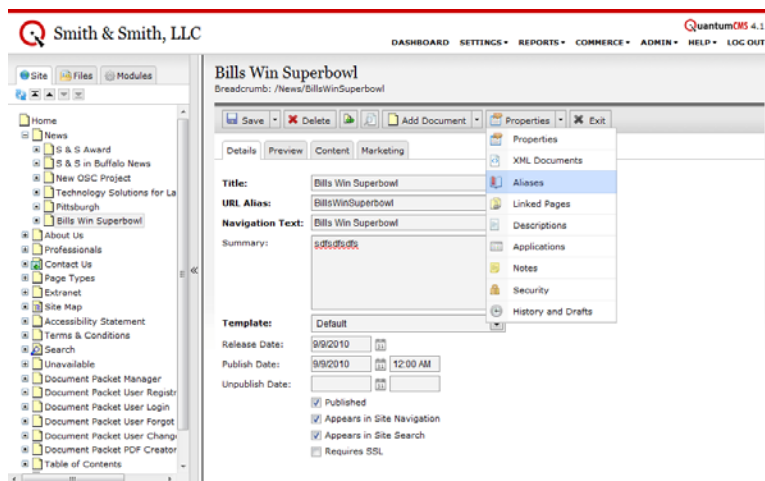 Smith & Smith, LLC
QuantumCMS 4.1
DASHBOARD SETTINGS REPORTS COMMERCE ADMIN HELP LOG OUT
Site Files Modules
Home
News
S & S Award
S & S in Buffalo News
New OSC Project
Technology Solutions for La
Pittsburgh
Bills Win Superbowl
About Us
Professionals
Contact Us
Page Types
Extranet
Site Map
Accessibility Statement
Terms & Conditions
Search
Unavailable
Document Packet Manager
Document Packet User Registr
Document Packet User Login
Document Packet User Forgot
Document Packet User Chang
Document Packet PDF Creator
Table of Contents
Bills Win Superbowl
Breadcrumb: /News/BillsWinSuperbowl
Save Delete Add Document Properties Exit
Details Preview Content Marketing
Title: Bills Win Superbowl
URL Alias: BillsWinSuperbowl
Navigation Text: Bills Win Superbowl
Summary: sdfsdfsdfs
Template: Default
Release Date: 9/9/2010
Publish Date: 9/9/2010 12:00 AM
Unpublish Date:
Published
Appears in Site Navigation
Appears in Site Search
Requires SSL
Properties
XML Documents
Aliases
Linked Pages
Descriptions
Applications
Notes
Security
History and Drafts